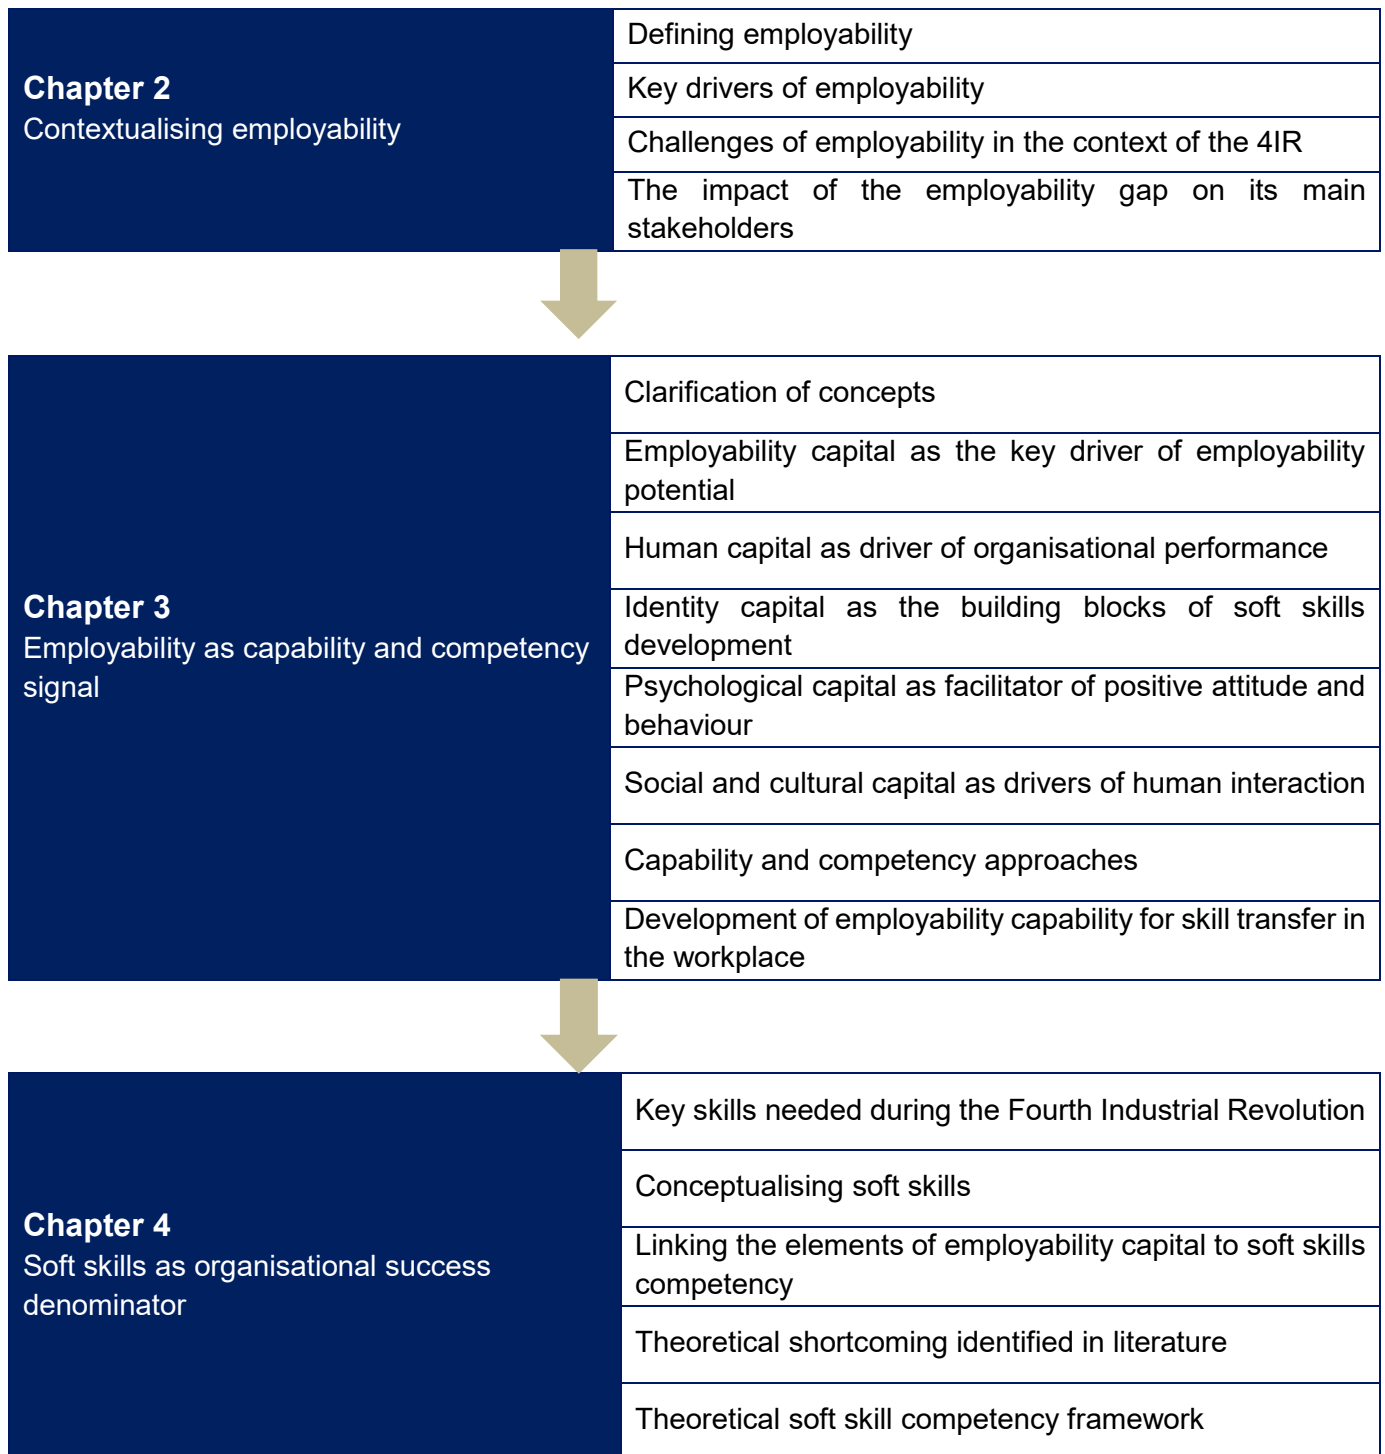 Chapter 2
Contextualising employability
Defining employability
Key drivers of employability
Challenges of employability in the context of the 4IR
The impact of the employability gap on its main
stakeholders
Chapter 3
Employability as capability and competency
signal
Clarification of concepts
Employability capital as the key driver of employability
potential
Human capital as driver of organisational performance
Identity capital as the building blocks of soft skills
development
Psychological capital as facilitator of positive attitude and
behaviour
Social and cultural capital as drivers of human interaction
Capability and competency approaches
Development of employability capability for skill transfer in
the workplace
Chapter 4
Soft skills as organisational success
denominator
Key skills needed during the Fourth Industrial Revolution
Conceptualising soft skills
Linking the elements of employability capital to soft skills
competency
Theoretical shortcoming identified in literature
Theoretical soft skill competency framework